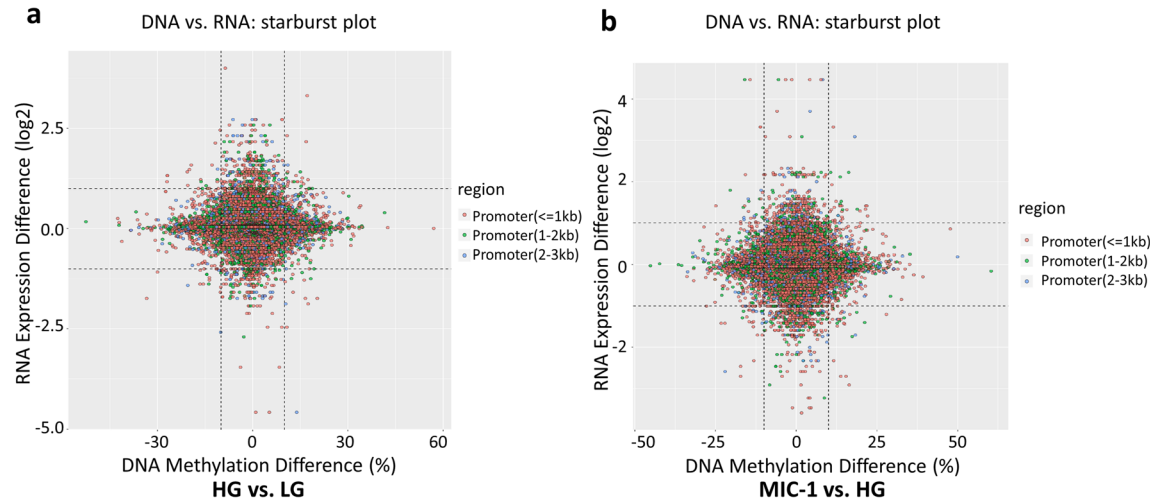 a
DNA vs. RNA: starburst plot
RNA Expression Difference (log2)
2.5
0.0
-2.5
-5.0
-30
0
30
60
DNA Methylation Difference (%)
HG vs. LG
region
Promoter(<=1kb)
Promoter(1-2kb)
Promoter(2-3kb)
b
DNA vs. RNA: starburst plot
RNA Expression Difference (log2)
4
2
0
-2
-50
-25
0
25
50
DNA Methylation Difference (%)
MIC-1 vs. HG
region
Promoter(<=1kb)
Promoter(1-2kb)
Promoter(2-3kb)